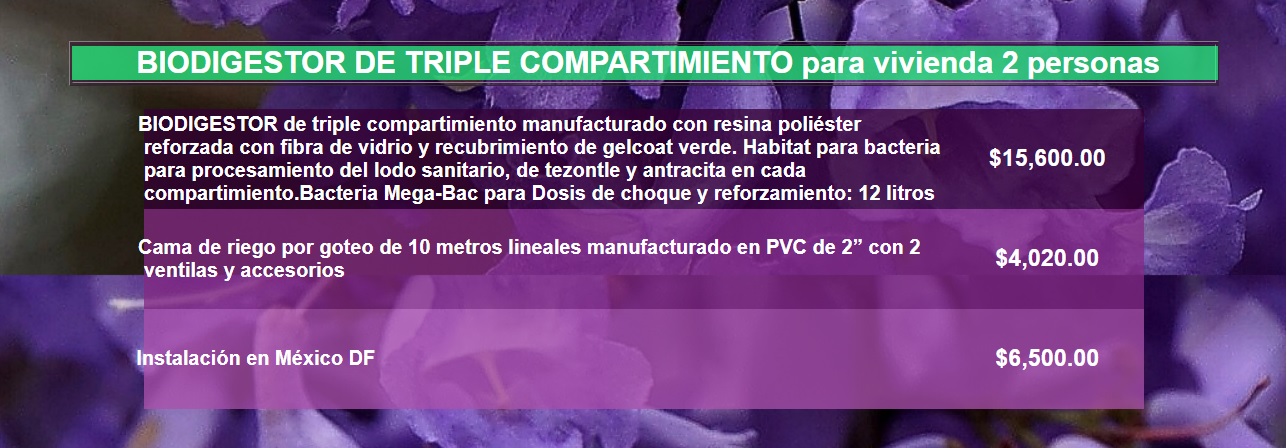 BIODIGESTOR DE TRIPLE COMPARTIMIENTO para vivienda 2 personas
BIODIGESTOR de triple compartimiento manufacturado con resina poliéster
reforzada con fibra de vidrio y recubrimiento de gelcoat verde. Habitat para bacteria
para procesamiento del lodo sanitario, de tezontle y antracita en cada
compartimiento.Bacteria Mega-Bac para Dosis de choque y reforzamiento: 12 litros
$15,600.00
Cama de riego por goteo de 10 metros lineales manufacturado en PVC de 2” con 2
ventilas y accesorios
$4,020.00
Instalación en México DF
$6,500.00